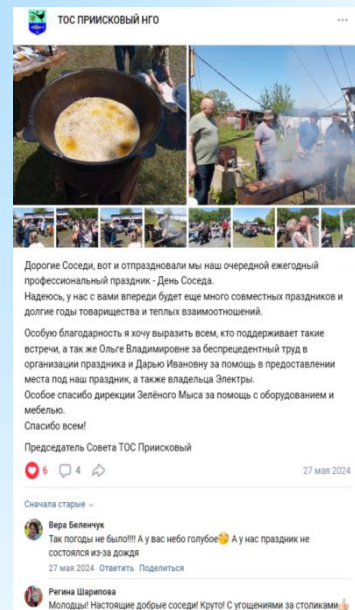 ТОС ПРИИСКОВЫЙ НГО
Дорогие Соседи, вот и отпраздновали мы наш очередной ежегодный
профессиональный праздник - День Соседа.
Надеюсь, у нас с вами впереди будет еще много совместных праздников и
долгие годы товарищества и теплых взаимоотношений.
Особую благодарность я хочу выразить всем, кто поддерживает такие
встречи, а так же Ольге Владимировне за беспрецедентный труд в
организации праздника и Дарью Ивановну за помощь в предоставлении
места под наш праздник, а также владельца Электры.
Особое спасибо дирекции Зелёного Мыса за помощь с оборудованием и
мебелью.
Спасибо всем!
Председатель Совета ТОС Приисковый
6 4 27 мая 2024
Сначала старые
Вера Беленчук
Так погоды не было!!!! А у вас небо голубое🤔 А у нас праздник не
состоялся из-за дождя
27 мая 2024 Ответить Поделиться
Регина Шарипова
Молодцы! Настоящие добрые соседи! Круто! С угощениями за столиками👍